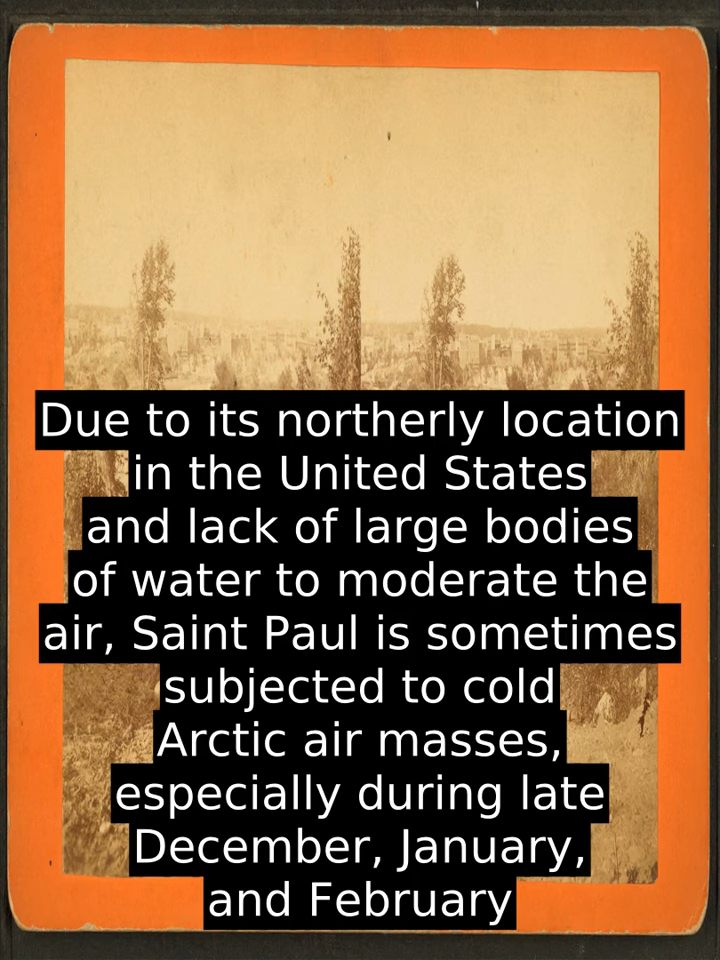 Due to its northerly location
in the United States
and lack of large bodies
of water to moderate the
air, Saint Paul is sometimes
subjected to cold
Arctic air masses,
especially during late
December, January,
and February